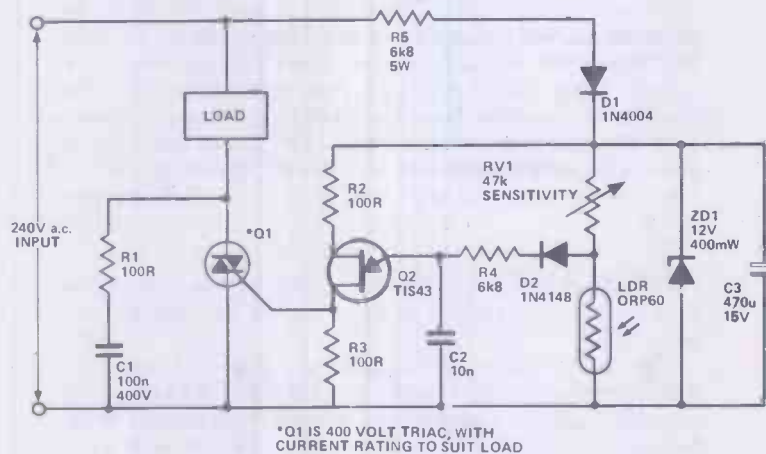 R5
6k8
5W
D1
1N4004
LOAD
R2
100R
RV1
47k
SENSITIVITY
ZD1
12V
400mW
240V a.c.
INPUT
R1
100R
*Q1
Q2
TIS43
R4
6k8
D2
1N4148
LDR
ORP60
C3
470u
15V
C1
100n
400V
R3
100R
C2
10n
*Q1 IS 400 VOLT TRIAC, WITH
CURRENT RATING TO SUIT LOAD